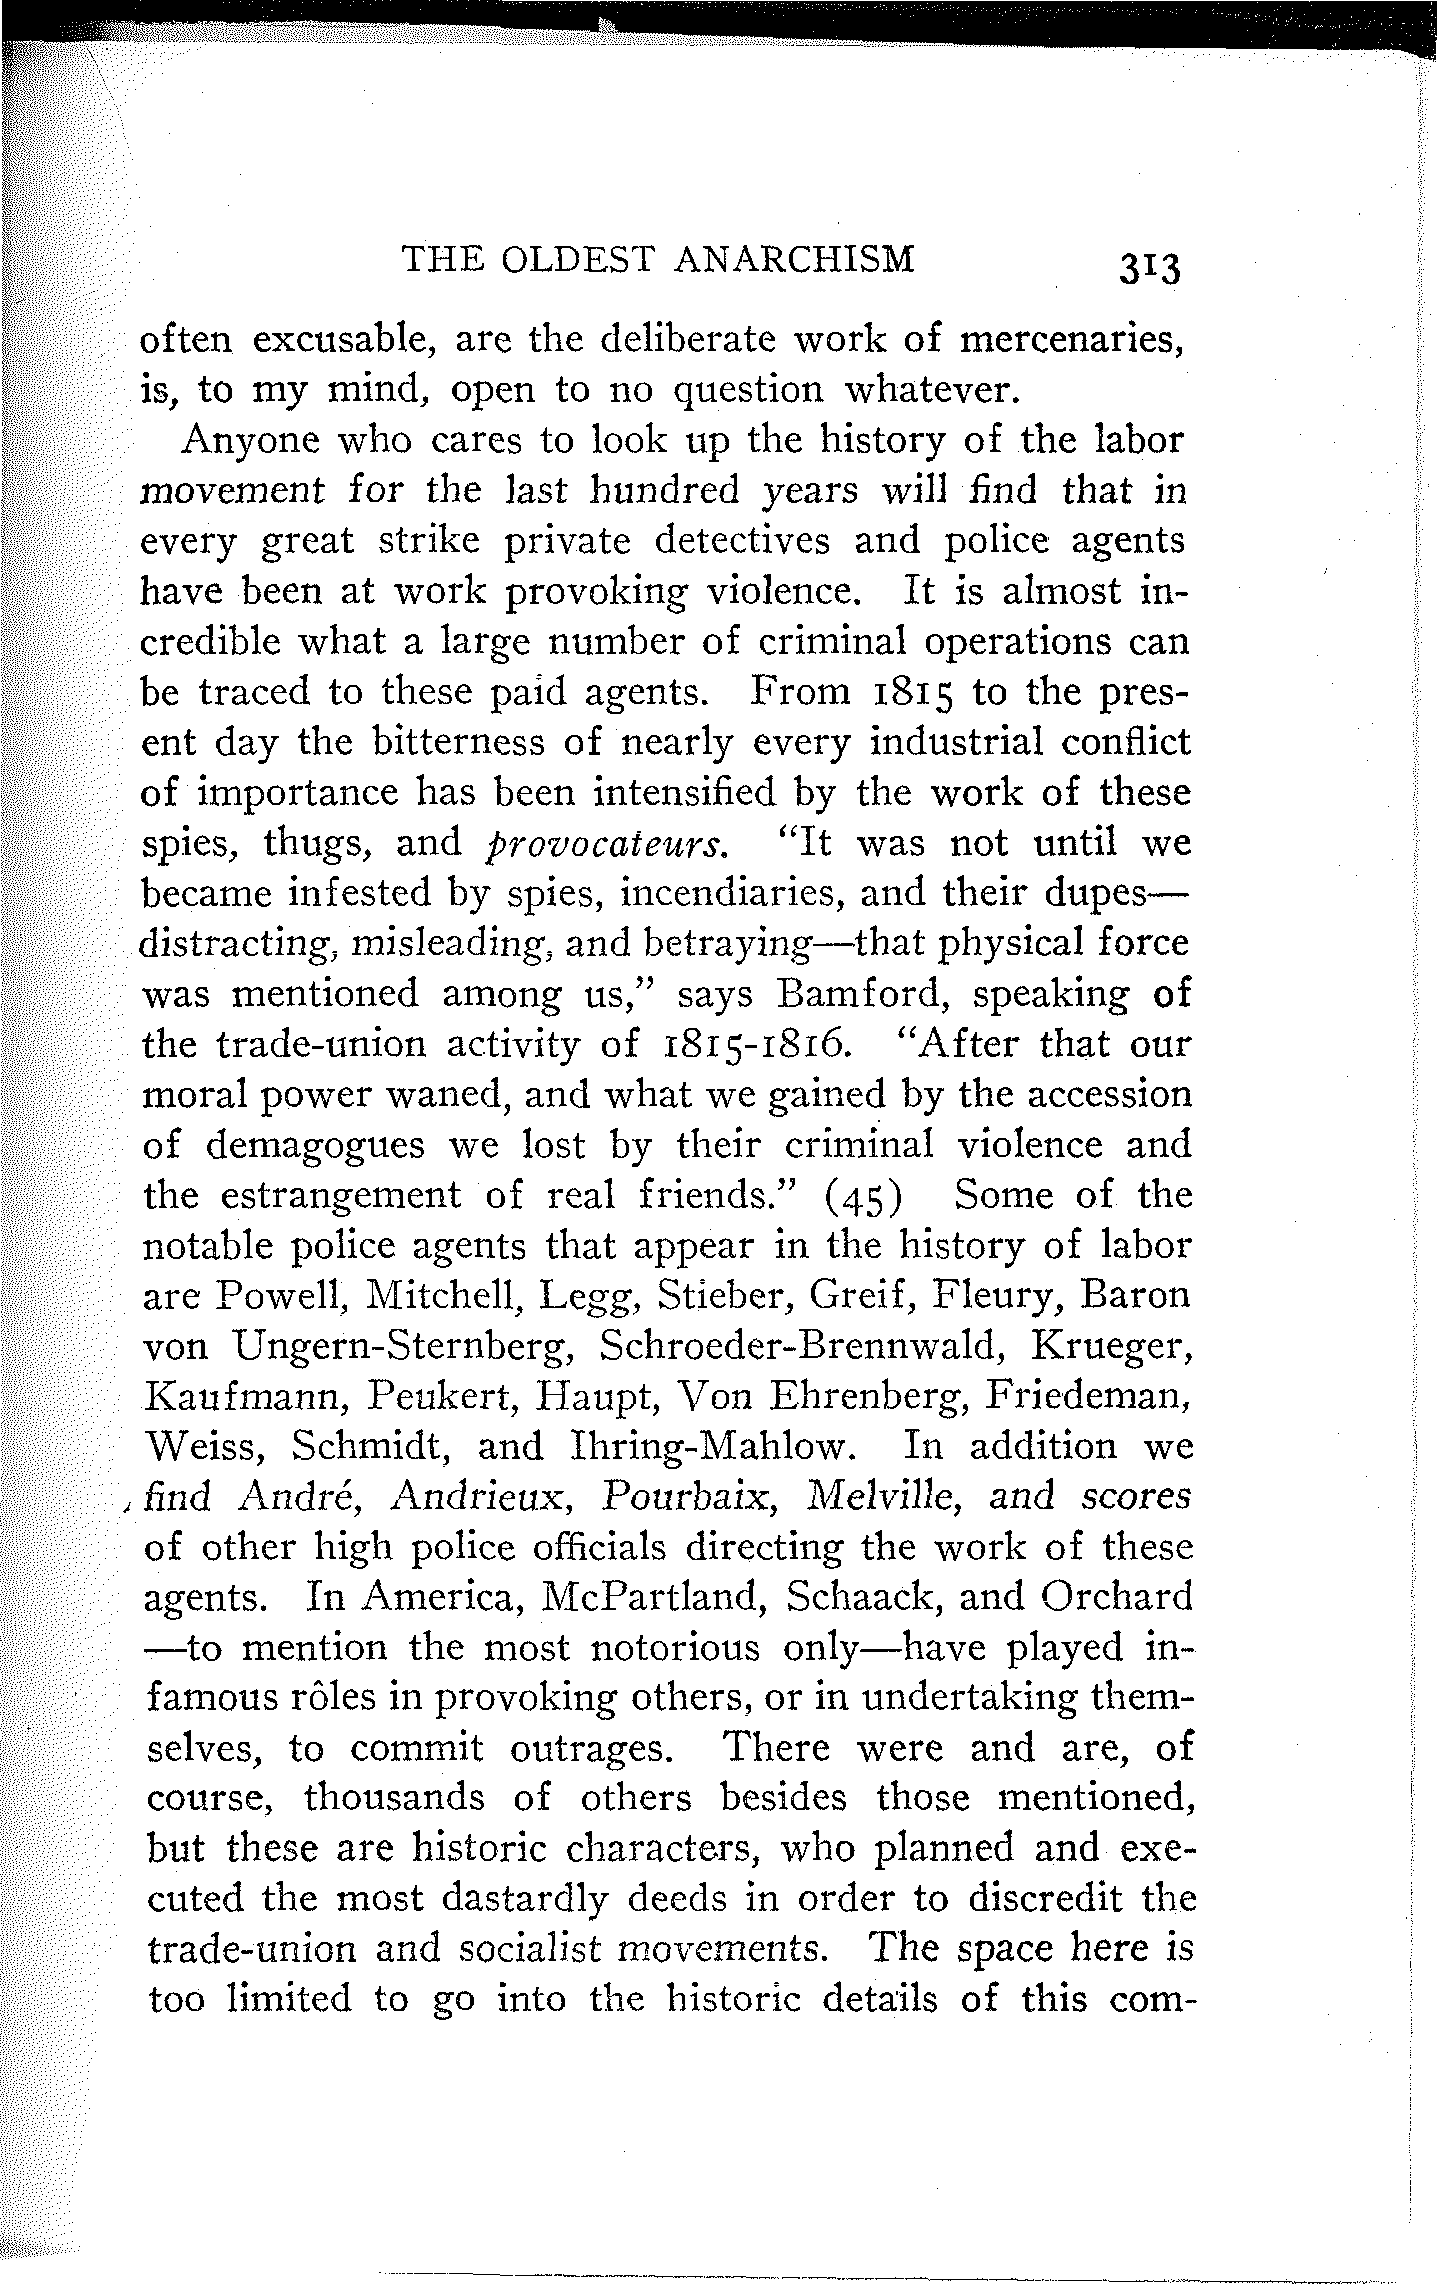 THE OLDEST ANARCHISM 313
often excusable, are the deliberate work of mercenaries,
is, to my mind, open to no question whatever.
Anyone who cares to look up the history of the labor
movement for the last hundred years will find that in
every great strike private detectives and police agents
have been at work provoking violence. It is almost in-
credible what a large number of criminal operations can
be traced to these paid agents. From 1815 to the pres-
ent day the bitterness of nearly every industrial conflict
of importance has been intensified by the work of these
spies, thugs, and provocateurs. “It was not until we
became infested by spies, incendiaries, and their dupes—
distracting, misleading, and betraying—that physical force
was mentioned among us,” says Bamford, speaking of
the trade-union activity of 1815-1816. “After that our
moral power waned, and what we gained by the accession
of demagogues we lost by their criminal violence and
the estrangement of real friends.” (45) Some of the
notable police agents that appear in the history of labor
are Powell, Mitchell, Legg, Stieber, Greif, Fleury, Baron
von Ungern-Sternberg, Schroeder-Brennwald, Krueger,
Kaufmann, Peukert, Haupt, Von Ehrenberg, Friedeman,
Weiss, Schmidt, and Ihring-Mahlow. In addition we
find André, Andrieux, Pourbaix, Melville, and scores
of other high police officials directing the work of these
agents. In America, McPartland, Schaack, and Orchard
—to mention the most notorious only—have played in-
famous rôles in provoking others, or in undertaking them-
selves, to commit outrages. There were and are, of
course, thousands of others besides those mentioned,
but these are historic characters, who planned and exe-
cuted the most dastardly deeds in order to discredit the
trade-union and socialist movements. The space here is
too limited to go into the historic details of this com-